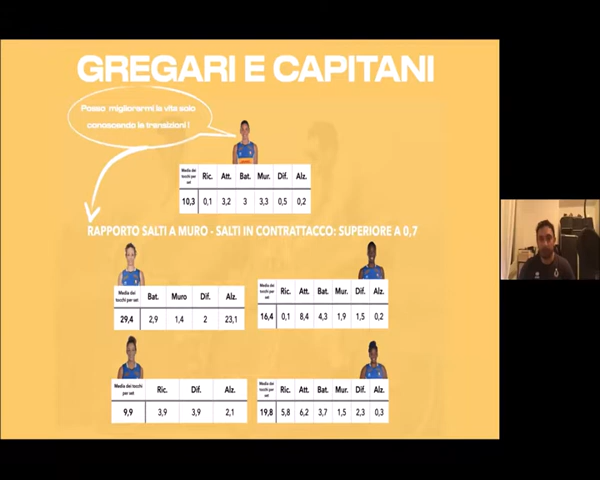 GREGARI E CAPITANI
Posso migliorarmi la vita solo
conoscendo le transizioni !
Media dei tocchi per set Ric. Att. Bat. Mur. Dif. Alz.
10,3 0,1 3,2 3 3,3 0,5 0,2
RAPPORTO SALTI A MURO - SALTI IN CONTRATTACCO: SUPERIORE A 0,7
Media dei tocchi per set Bat. Muro Dif. Alz.
29,4 2,9 1,4 2 23,1
Media dei tocchi per set Ric. Att. Bat. Mur. Dif. Alz.
16,4 0,1 8,4 4,3 1,9 1,5 0,2
Media dei tocchi per set Ric. Dif. Alz.
9,9 3,9 3,9 2,1
Media dei tocchi per set Ric. Att. Bat. Mur. Dif. Alz.
19,8 5,8 6,2 3,7 1,5 2,3 0,3